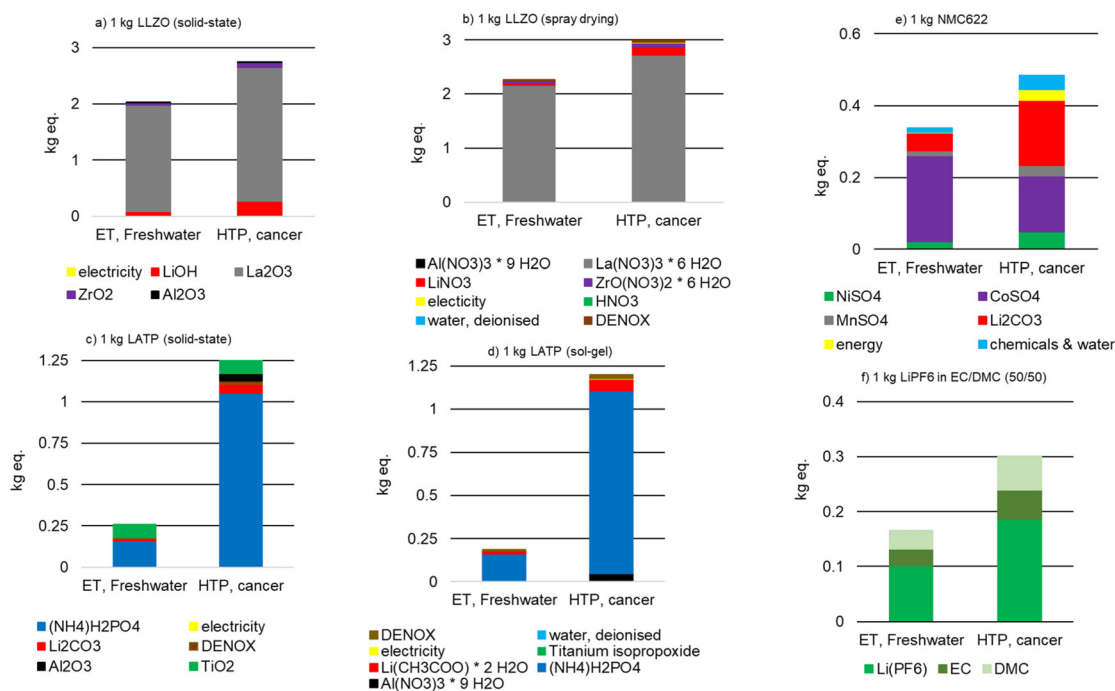 a) 1 kg LLZO (solid-state)
3
2
1
0
kg eq.
ET, Freshwater HTP, cancer
electricity LiOH La2O3
ZrO2 Al2O3
b) 1 kg LLZO (spray drying)
3
2
1
0
kg eq.
ET, Freshwater HTP, cancer
Al(NO3)3 * 9 H2O La(NO3)3 * 6 H2O
LiNO3 ZrO(NO3)2 * 6 H2O
electicity HNO3
water, deionised DENOX
e) 1 kg NMC622
0.6
0.4
0.2
0
kg eq.
ET, Freshwater HTP, cancer
NiSO4 CoSO4
MnSO4 Li2CO3
energy chemicals & water
c) 1 kg LATP (solid-state)
1.25
1
0.75
0.5
0.25
0
kg eq.
ET, Freshwater HTP, cancer
(NH4)H2PO4 electricity
Li2CO3 DENOX
Al2O3 TiO2
d) 1 kg LATP (sol-gel)
1.25
1
0.75
0.5
0.25
0
kg eq.
ET, Freshwater HTP, cancer
DENOX water, deionised
electricity Titanium isopropoxide
Li(CH3COO) * 2 H2O (NH4)H2PO4
Al(NO3)3 * 9 H2O
f) 1 kg LiPF6 in EC/DMC (50/50)
0.4
0.3
0.2
0.1
0
kg eq.
ET, Freshwater HTP, cancer
Li(PF6) EC DMC